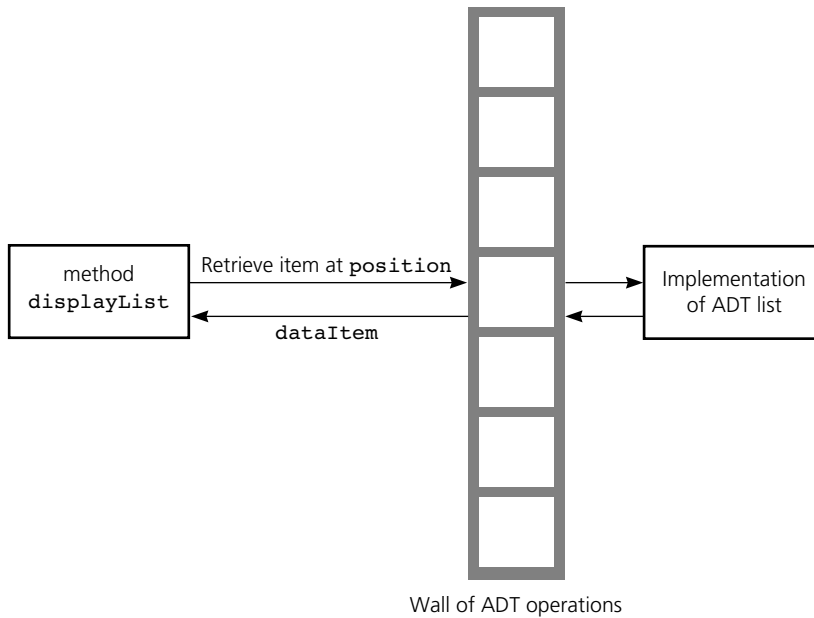 method
displayList
Retrieve item at position
dataItem
Implementation
of ADT list
Wall of ADT operations